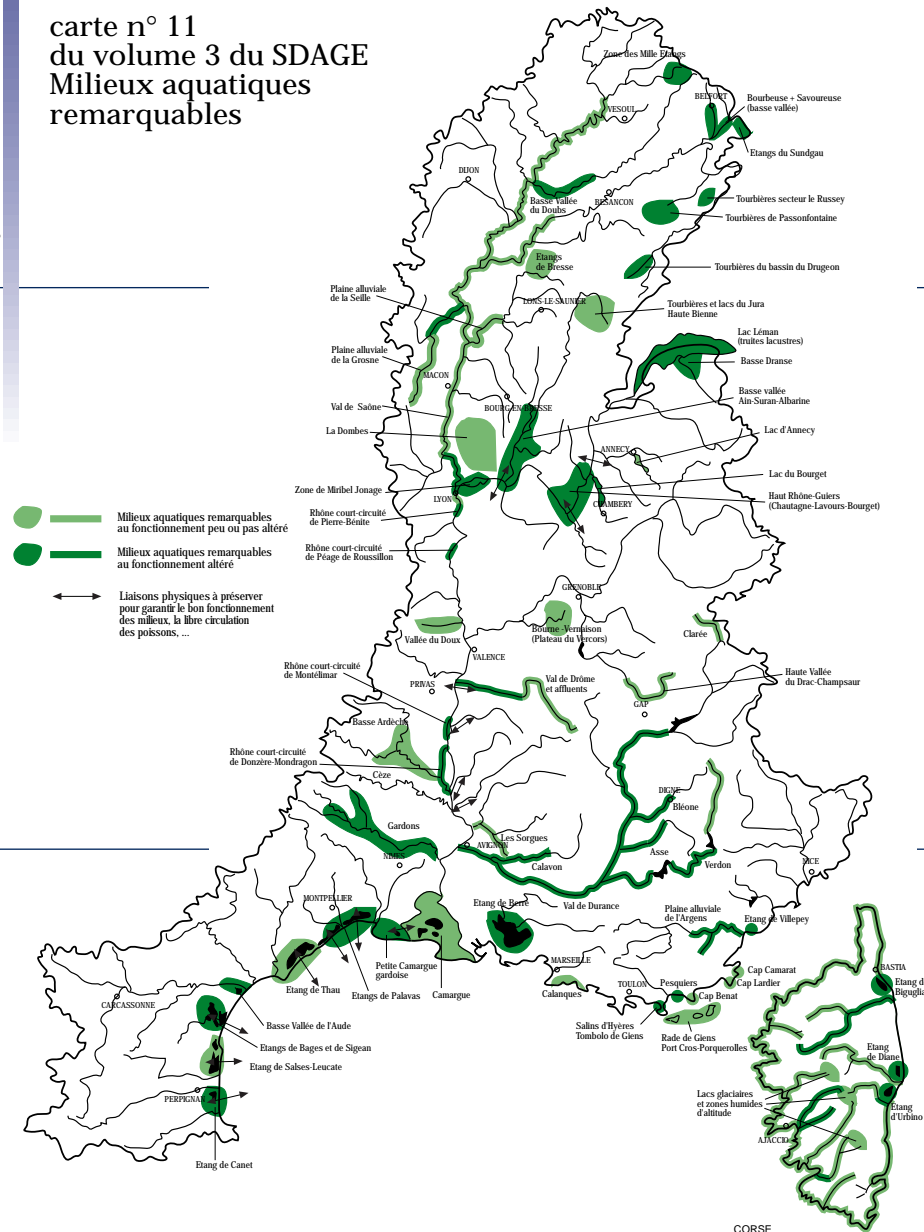 carte n° 11
du volume 3 du SDAGE
Milieux aquatiques
remarquables
Zone des Mille Etangs
BELFORT
Bourbeuse + Savoureuse
(basse vallée)
VESOUL
Etangs du Sundgau
DIJON
Basse Vallée
du Doubs
BESANCON
Tourbières secteur le Russey
Tourbières de Passonfontaine
Etangs
de Bresse
Tourbières du bassin du Drugeon
Plaine alluviale
de la Seille
LONS-LE-SAUNIER
Tourbières et lacs du Jura
Haute Bienne
Lac Léman
(truites lacustres)
Plaine alluviale
de la Grosne
Basse Dranse
MACON
Basse vallée
Ain-Suran-Albarine
Val de Saône
BOURG-EN-BRESSE
La Dombes
Lac d'Annecy
ANNECY
Lac du Bourget
Zone de Miribel Jonage
LYON
Haut Rhône-Guiers
(Chautagne-Lavours-Bourget)
CHAMBERY
Rhône court-circuité
de Pierre-Bénite
Milieux aquatiques remarquables
au fonctionnement peu ou pas altéré
Rhône court-circuité
de Péage de Roussillon
Milieux aquatiques remarquables
au fonctionnement altéré
Liaisons physiques à préserver
pour garantir le bon fonctionnement
des milieux, la libre circulation
des poissons, ...
GRENOBLE
Bourne -Vernaison
(Plateau du Vercors)
Clarée
Vallée du Doux
VALENCE
Rhône court-circuité
de Montélimar
PRIVAS
Val de Drôme
et affluents
Haute Vallée
du Drac-Champsaur
GAP
Basse Ardèche
Rhône court-circuité
de Donzère-Mondragon
Cèze
DIGNE
Bléone
Gardons
Les Sorgues
AVIGNON
NIMES
Calavon
Asse
Verdon
NICE
MONTPELLIER
Etang de Berre
Val de Durance
Plaine alluviale
de l'Argens
Etang de Villepey
Petite Camargue
gardoise
MARSEILLE
Cap Camarat
Cap Lardier
BASTIA
Etang de Thau
Etangs de Palavas
Camargue
Calanques
TOULON
Pesquiers
Cap Benat
Etang d
Biguglia
CARCASSONNE
Basse Vallée de l'Aude
Salins d'Hyères
Tombolo de Giens
Rade de Giens
Port Cros-Porquerolles
Etangs de Bages et de Sigean
Etang
de Diane
Etang de Salses-Leucate
PERPIGNAN
Lacs glaciaires
et zones humides
d'altitude
Etang
d'Urbino
AJACCIO
Etang de Canet
CORSE